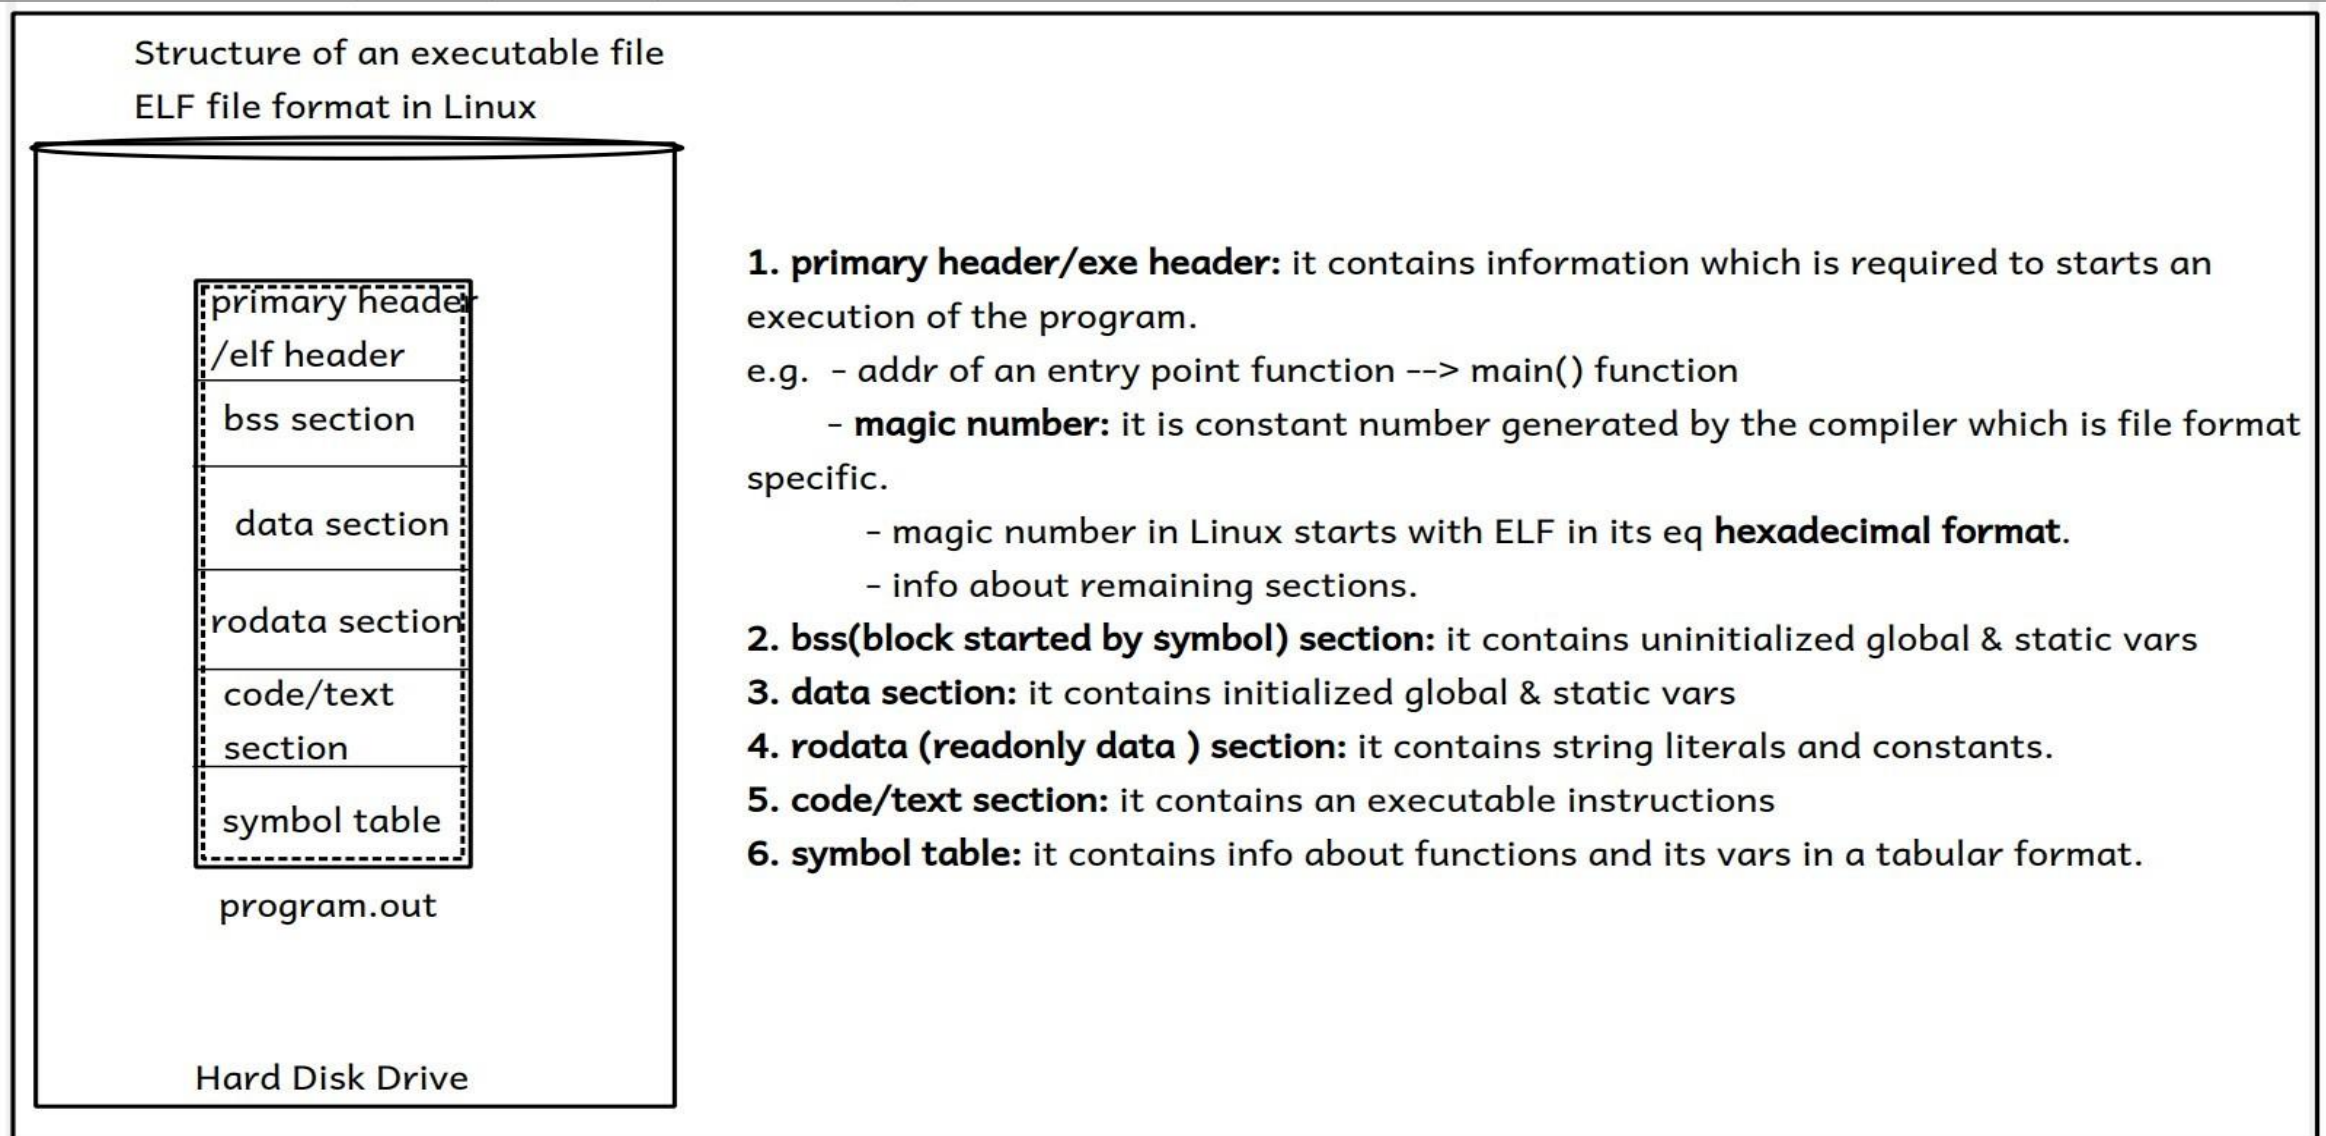 Structure of an executable file
ELF file format in Linux
primary header
/elf header
bss section
data section
rodata section
code/text
section
symbol table
program.out
Hard Disk Drive
1. primary header/exe header: it contains information which is required to starts an
execution of the program.
e.g. - addr of an entry point function --> main() function
- magic number: it is constant number generated by the compiler which is file format
specific.
- magic number in Linux starts with ELF in its eq hexadecimal format.
- info about remaining sections.
2. bss(block started by symbol) section: it contains uninitialized global & static vars
3. data section: it contains initialized global & static vars
4. rodata (readonly data ) section: it contains string literals and constants.
5. code/text section: it contains an executable instructions
6. symbol table: it contains info about functions and its vars in a tabular format.